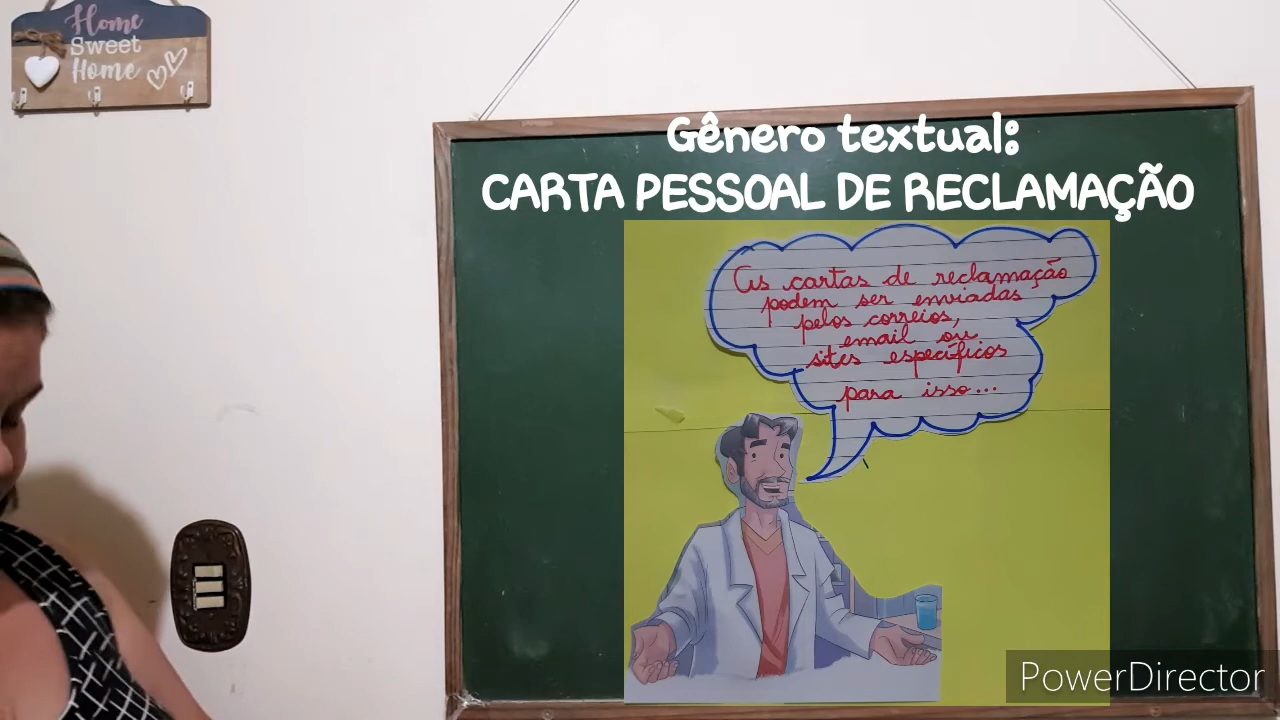 Home
Sweet
Home
Gênero textual:
CARTA PESSOAL DE RECLAMAÇÃO
As cartas de reclamação
podem ser enviadas
pelos correios,
email ou
sites específicos
para isso...
PowerDirector